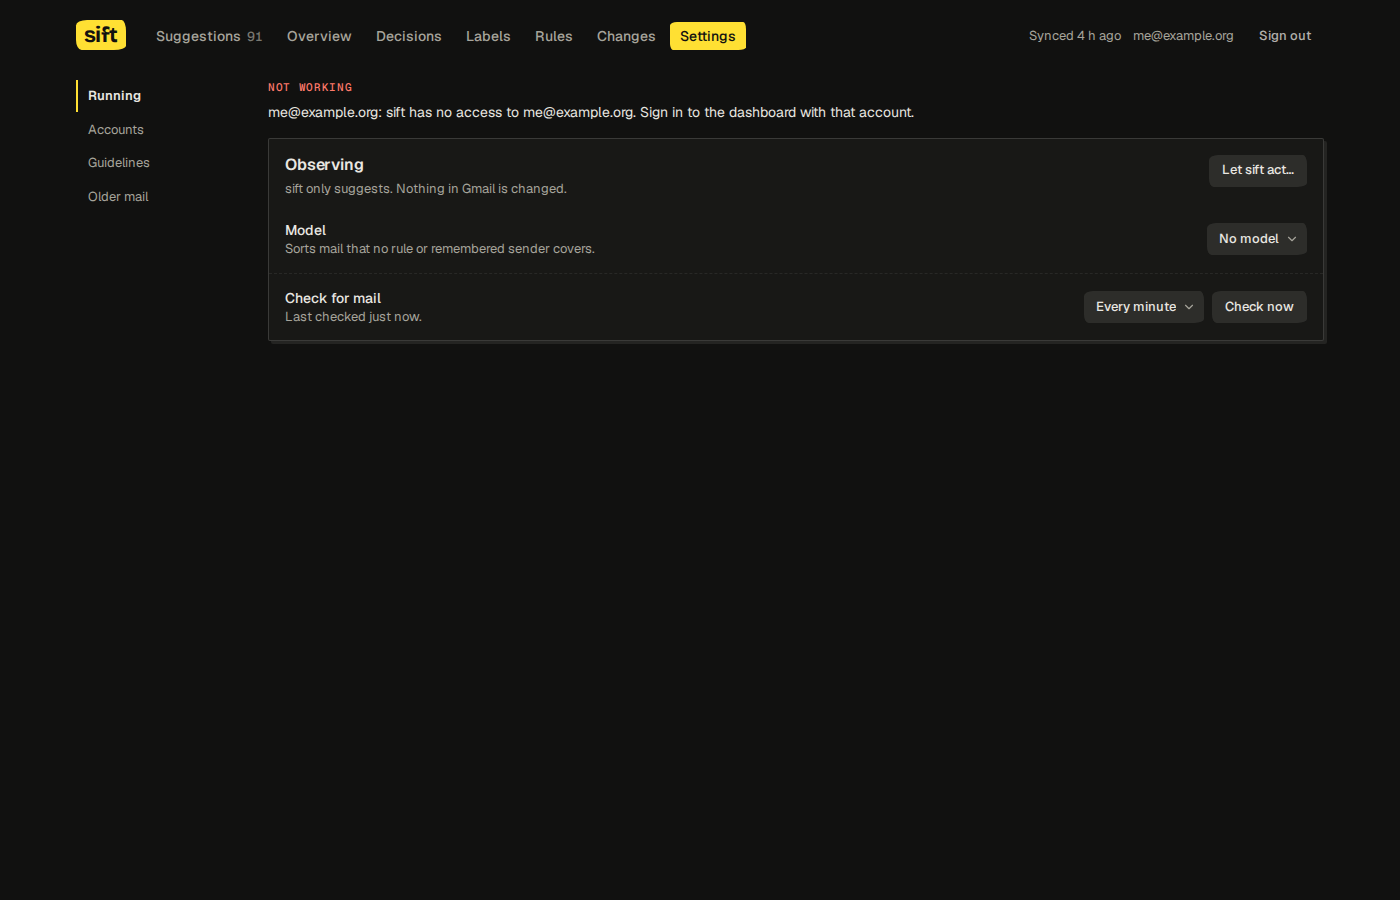 sift Suggestions 91 Overview Decisions Labels Rules Changes Settings Synced 4 h ago me@example.org Sign out
Running
Accounts
Guidelines
Older mail
NOT WORKING
me@example.org: sift has no access to me@example.org. Sign in to the dashboard with that account.
Observing
sift only suggests. Nothing in Gmail is changed.
Let sift act…
Model
Sorts mail that no rule or remembered sender covers.
No model
Check for mail
Last checked just now.
Every minute
Check now